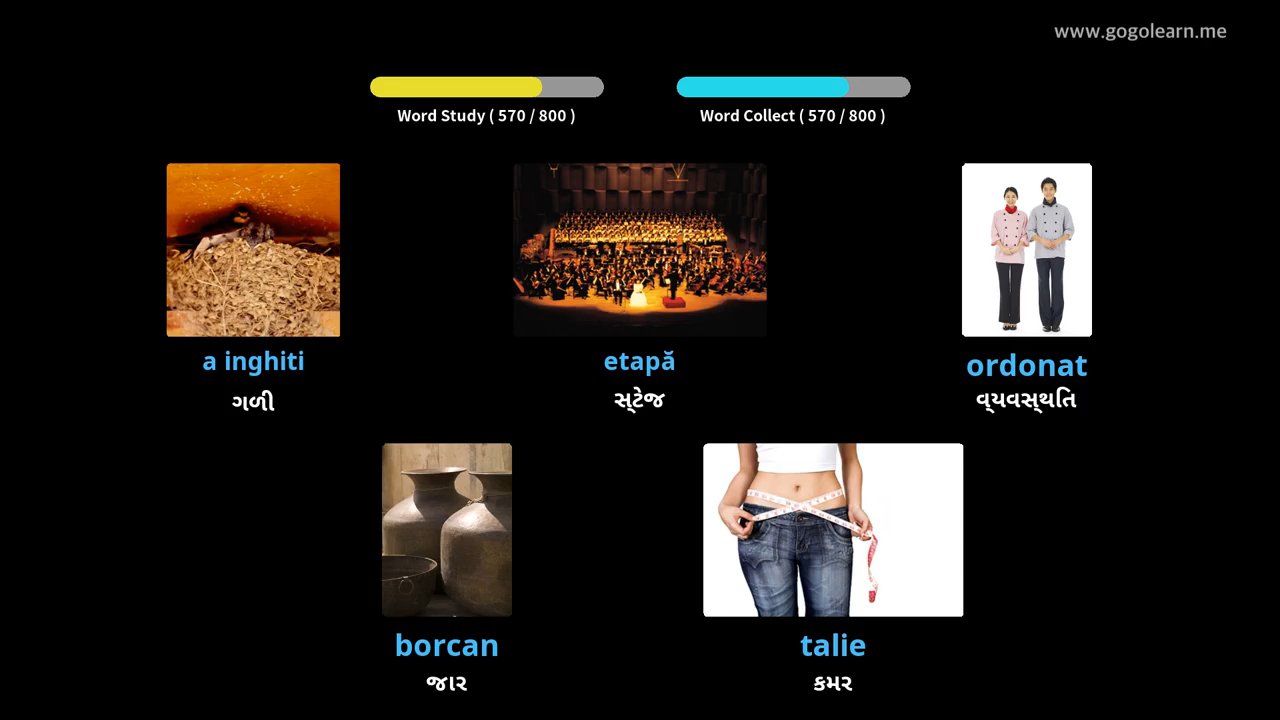 www.gogolearn.me
Word Study ( 570 / 800 )
Word Collect ( 570 / 800 )
a inghiti
ગળી
etapă
સ્ટેજ
ordonat
વ્યવસ્થતિ
borcan
જાર
talie
કમર